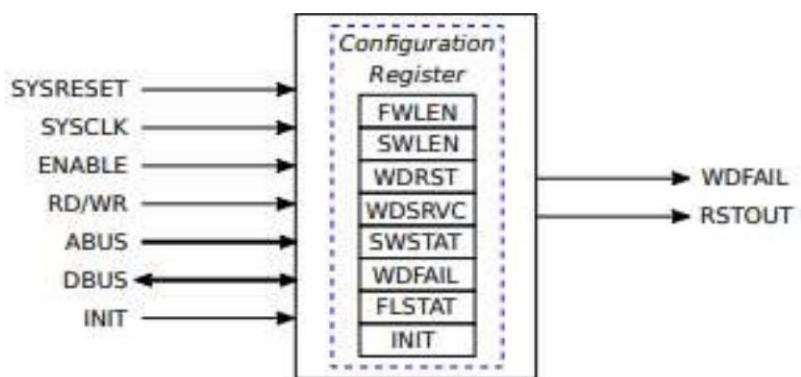 Configuration
Register
SYSRESET
SYSCLK
ENABLE
RD/WR
ABUS
DBUS
INIT
FWLEN
SWLEN
WDRST
WDSRVC
SWSTAT
WDFAIL
FLSTAT
INIT
WDFAIL
RSTOUT